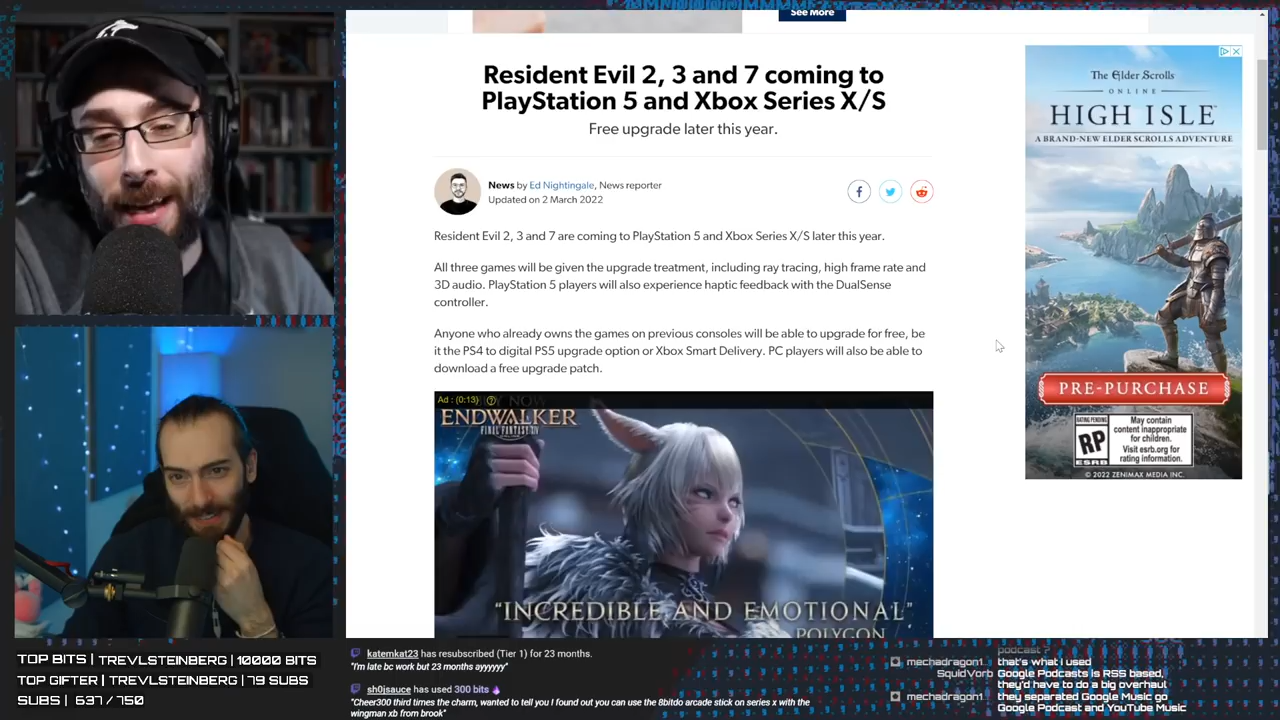 See More
Resident Evil 2, 3 and 7 coming to
PlayStation 5 and Xbox Series X/S
Free upgrade later this year.
News by Ed Nightingale, News reporter
Updated on 2 March 2022
Resident Evil 2, 3 and 7 are coming to PlayStation 5 and Xbox Series X/S later this year.
All three games will be given the upgrade treatment, including ray tracing, high frame rate and
3D audio. PlayStation 5 players will also experience haptic feedback with the DualSense
controller.
Anyone who already owns the games on previous consoles will be able to upgrade for free, be
it the PS4 to digital PS5 upgrade option or Xbox Smart Delivery. PC players will also be able to
download a free upgrade patch.
Ad : (0:13)
NOW
ENDWALKER
FINAL FANTASY XIV
"INCREDIBLE AND EMOTIONAL"
POLYGON
The Elder Scrolls
ONLINE
HIGH ISLE
A BRAND-NEW ELDER SCROLLS ADVENTURE
PRE-PURCHASE
RATING PENDING
RP
ESRB
May contain
content inappropriate
for children.
Visit esrb.org for
rating information.
© 2022 ZENIMAX MEDIA INC.
TOP BITS | TREVLSTEINBERG | 10000 BITS
TOP GIFTER | TREVLSTEINBERG | 79 SUBS
SUBS | 637 / 750
katemkat23 has resubscribed (Tier 1) for 23 months.
"I'm late bc work but 23 months ayyyyyy"
sh0jsauce has used 300 bits
"Cheer300 third times the charm, wanted to tell you I found out you can use the 8bitdo arcade stick on series x with the
wingman xb from brook"
podcast ?
mechadragon1... that's what i used
SquidVorb Google Podcasts is RSS based,
they'd have to do a big overhaul
mechadragon1... they separated Google Music go
Google Podcast and YouTube Music